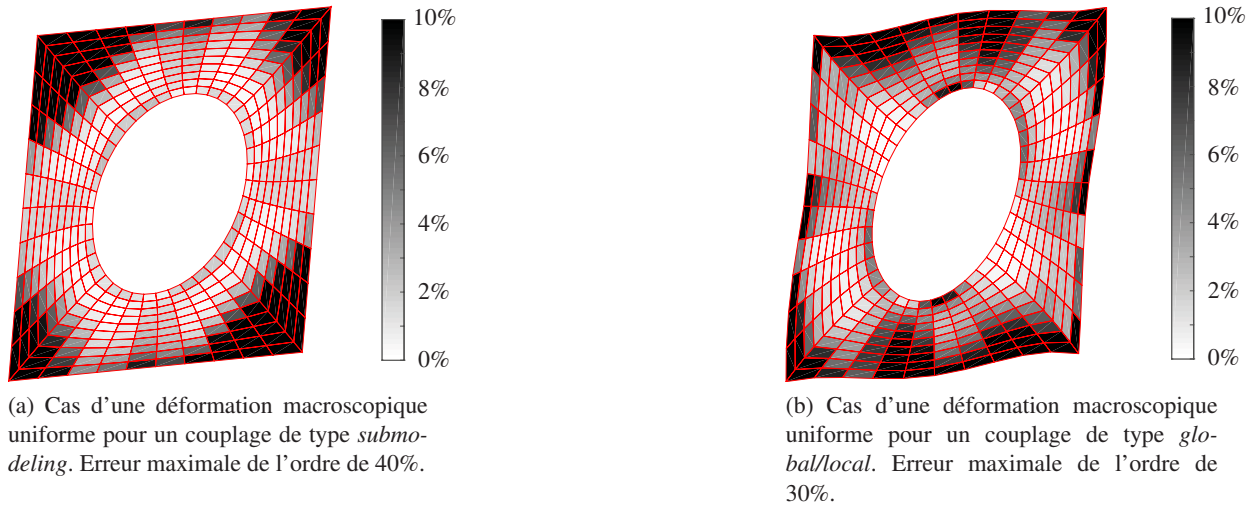 10%
8%
6%
4%
2%
0%
(a) Cas d'une déformation macroscopique
uniforme pour un couplage de type submo-
deling. Erreur maximale de l'ordre de 40%.
10%
8%
6%
4%
2%
0%
(b) Cas d'une déformation macroscopique
uniforme pour un couplage de type glo-
bal/local. Erreur maximale de l'ordre de
30%.